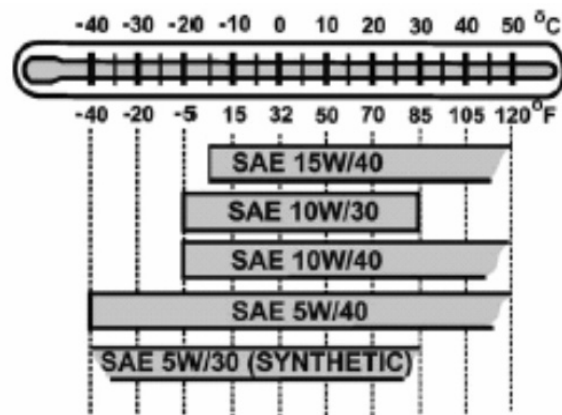 -40 -30 -20 -10 0 10 20 30 40 50 °C
-40 -20 -5 15 32 50 70 85 105 120 °F
SAE 15W/40
SAE 10W/30
SAE 10W/40
SAE 5W/40
SAE 5W/30 (SYNTHETIC)